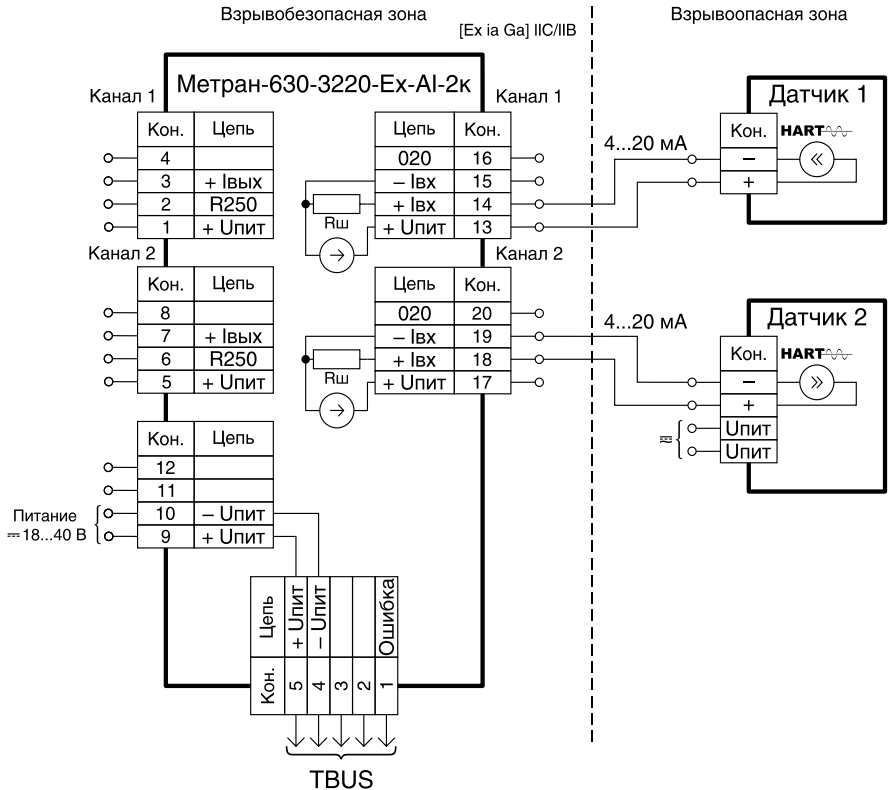 Взрывобезопасная зона
Взрывоопасная зона
[Ex ia Ga] IIC/IIB
Метран-630-3220-Ex-AI-2к
Канал 1
Кон. Цепь
4
3 + Iвых
2 R250
1 + Uпит
Канал 2
Кон. Цепь
8
7 + Iвых
6 R250
5 + Uпит
Кон. Цепь
12
11
10 – Uпит
9 + Uпит
Питание
⎓18...40 В
Канал 1
Цепь Кон.
020 16
– Iвх 15
+ Iвх 14
+ Uпит 13
Rш
Канал 2
Цепь Кон.
020 20
– Iвх 19
+ Iвх 18
+ Uпит 17
Rш
4...20 мА
Датчик 1
Кон. HART
–
+
4...20 мА
Датчик 2
Кон. HART
–
+
Uпит
Uпит
Цепь
+ Uпит
– Uпит
Ошибка
Кон. 5 4 3 2 1
TBUS